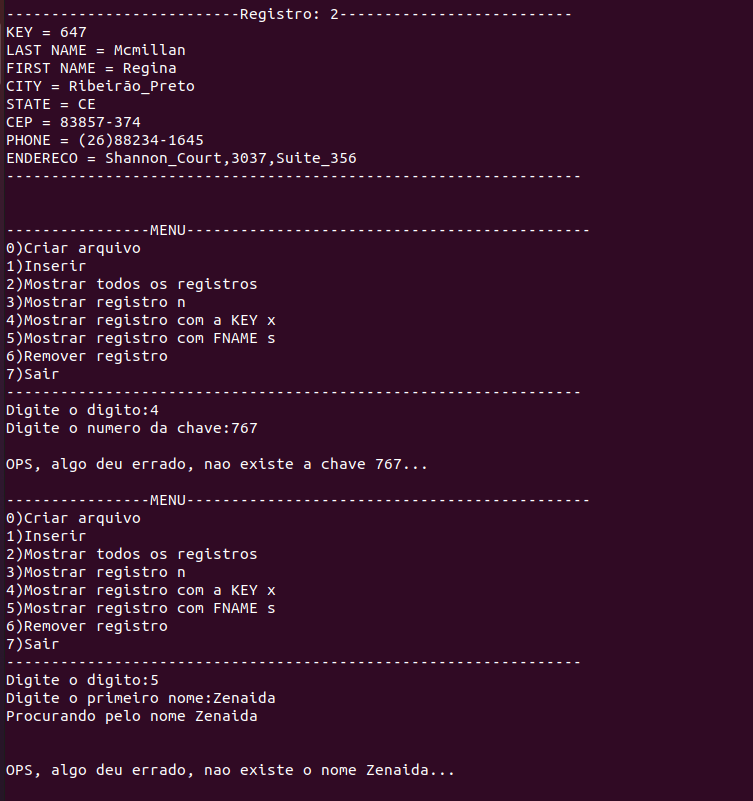 --------------------------Registro: 2--------------------------
KEY = 647
LAST NAME = Mcmillan
FIRST NAME = Regina
CITY = Ribeirão_Preto
STATE = CE
CEP = 83857-374
PHONE = (26)88234-1645
ENDERECO = Shannon_Court,3037,Suite_356
----------------------------------------------------------------
----------------MENU---------------------------------------------
0)Criar arquivo
1)Inserir
2)Mostrar todos os registros
3)Mostrar registro n
4)Mostrar registro com a KEY x
5)Mostrar registro com FNAME s
6)Remover registro
7)Sair
----------------------------------------------------------------
Digite o digito:4
Digite o numero da chave:767
OPS, algo deu errado, nao existe a chave 767...
----------------MENU---------------------------------------------
0)Criar arquivo
1)Inserir
2)Mostrar todos os registros
3)Mostrar registro n
4)Mostrar registro com a KEY x
5)Mostrar registro com FNAME s
6)Remover registro
7)Sair
----------------------------------------------------------------
Digite o digito:5
Digite o primeiro nome:Zenaida
Procurando pelo nome Zenaida
OPS, algo deu errado, nao existe o nome Zenaida...